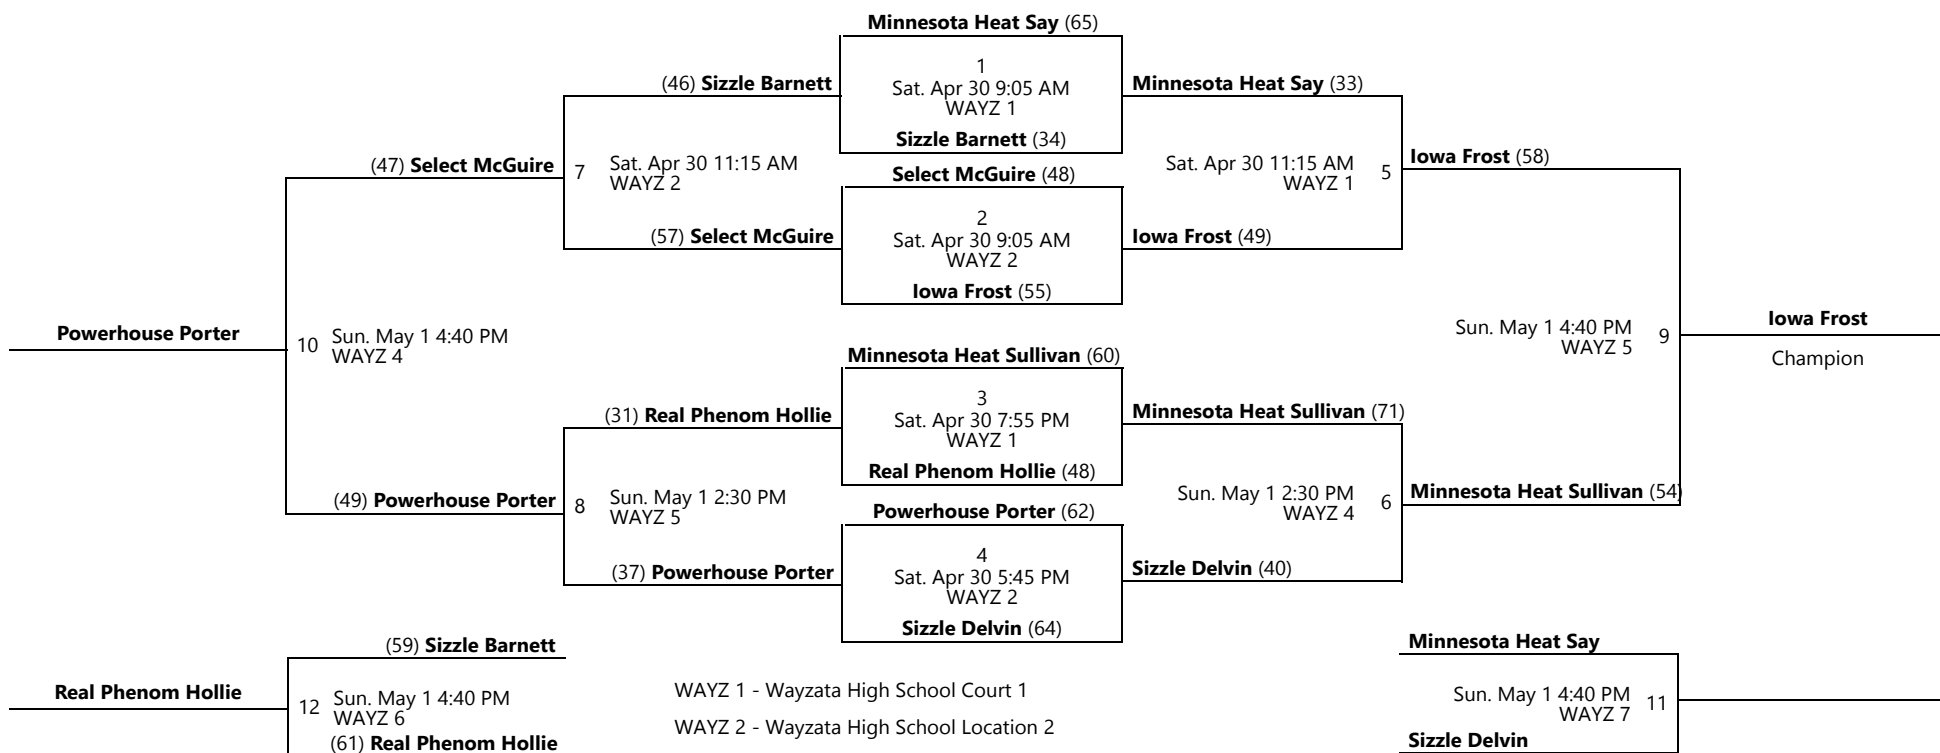 Minnesota Heat Say (65)
1
Sat. Apr 30 9:05 AM
WAYZ 1
Sizzle Barnett (34)
(46) Sizzle Barnett
Minnesota Heat Say (33)
(47) Select McGuire
7
Sat. Apr 30 11:15 AM
WAYZ 2
Select McGuire (48)
Sat. Apr 30 11:15 AM
WAYZ 1
5
Iowa Frost (58)
(57) Select McGuire
2
Sat. Apr 30 9:05 AM
WAYZ 2
Iowa Frost (55)
Iowa Frost (49)
Powerhouse Porter
10
Sun. May 1 4:40 PM
WAYZ 4
Sun. May 1 4:40 PM
WAYZ 5
9
Iowa Frost
Champion
Minnesota Heat Sullivan (60)
3
Sat. Apr 30 7:55 PM
WAYZ 1
Real Phenom Hollie (48)
(31) Real Phenom Hollie
Minnesota Heat Sullivan (71)
(49) Powerhouse Porter
8
Sun. May 1 2:30 PM
WAYZ 5
Powerhouse Porter (62)
Sun. May 1 2:30 PM
WAYZ 4
6
Minnesota Heat Sullivan (54)
(37) Powerhouse Porter
4
Sat. Apr 30 5:45 PM
WAYZ 2
Sizzle Delvin (64)
Sizzle Delvin (40)
(59) Sizzle Barnett
Real Phenom Hollie
12
Sun. May 1 4:40 PM
WAYZ 6
(61) Real Phenom Hollie
WAYZ 1 - Wayzata High School Court 1
WAYZ 2 - Wayzata High School Location 2
Minnesota Heat Say
Sun. May 1 4:40 PM
WAYZ 7
11
Sizzle Delvin